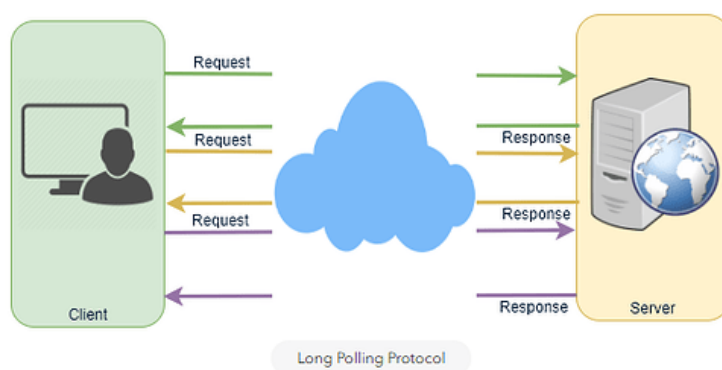 Request
Response
Request
Response
Request
Response
Client
Server
Long Polling Protocol